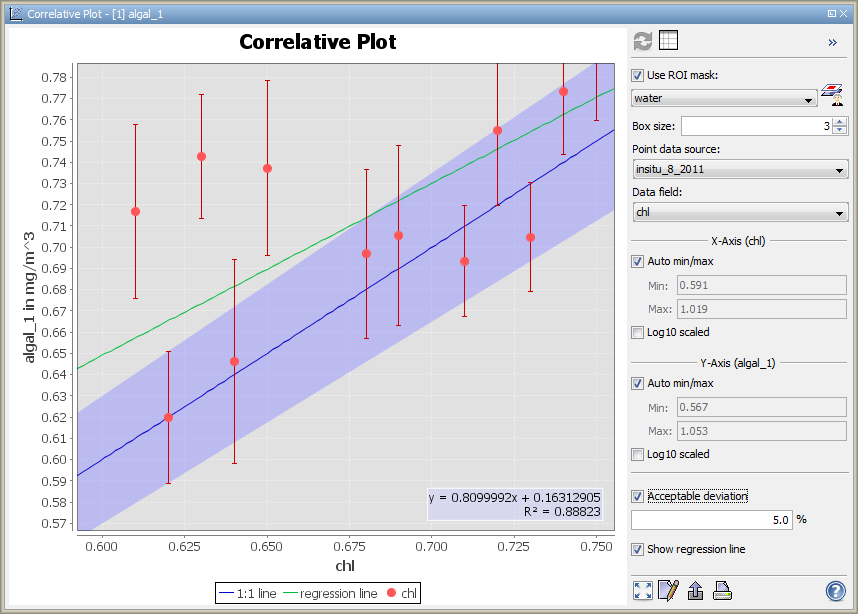 Correlative Plot - [1] algal_1
Correlative Plot
0.78
0.77
0.76
0.75
0.74
0.73
0.72
0.71
0.70
0.69
0.68
0.67
0.66
0.65
0.64
0.63
0.62
0.61
0.60
0.59
0.58
0.57
algal_1 in mg/m^3
y = 0.8099992x + 0.16312905
R² = 0.88823
0.600 0.625 0.650 0.675 0.700 0.725 0.750
chl
1:1 line regression line chl
»
Use ROI mask:
water
Box size: 3
Point data source:
insitu_8_2011
Data field:
chl
X-Axis (chl)
Auto min/max
Min: 0.591
Max: 1.019
Log10 scaled
Y-Axis (algal_1)
Auto min/max
Min: 0.567
Max: 1.053
Log10 scaled
Acceptable deviation
5.0 %
Show regression line
?